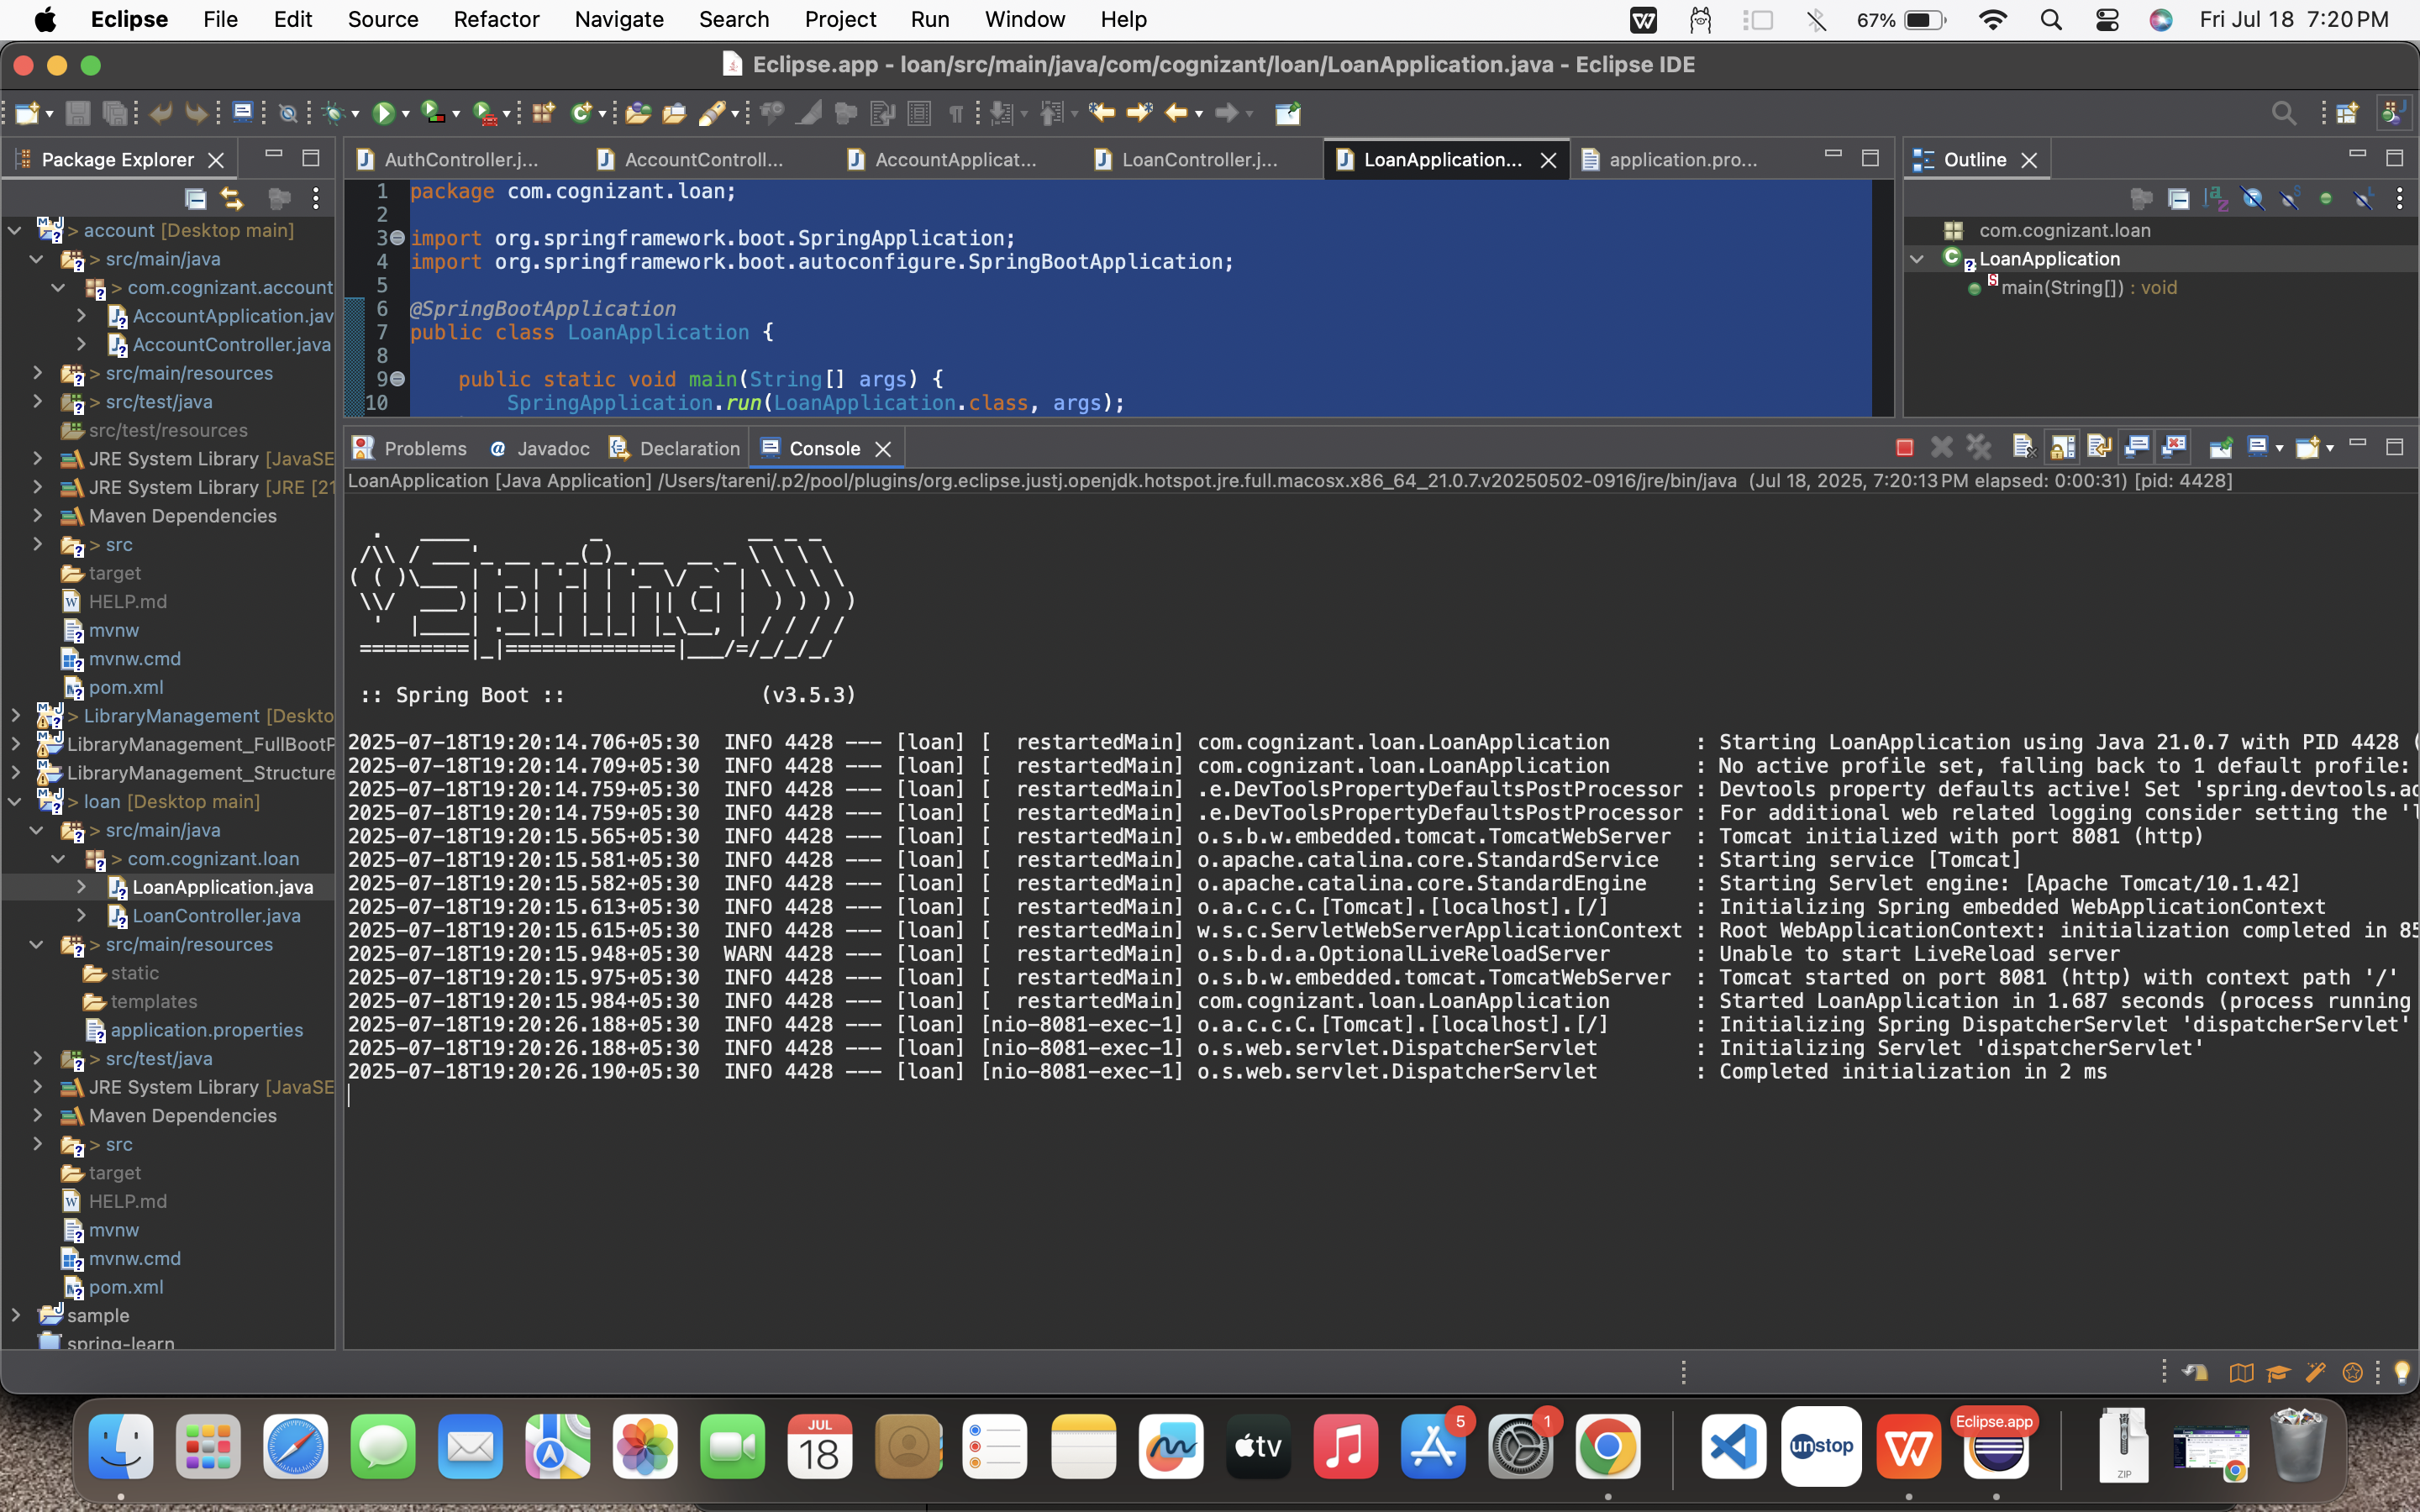 Eclipse File Edit Source Refactor Navigate Search Project Run Window Help 67% Fri Jul 18 7:20 PM
Eclipse.app - loan/src/main/java/com/cognizant/loan/LoanApplication.java - Eclipse IDE
Package Explorer
> account [Desktop main]
> src/main/java
> com.cognizant.account
AccountApplication.jav
AccountController.java
> src/main/resources
> src/test/java
src/test/resources
JRE System Library [JavaSE
JRE System Library [JRE [21
Maven Dependencies
> src
target
HELP.md
mvnw
mvnw.cmd
pom.xml
> LibraryManagement [Deskto
LibraryManagement_FullBootP
LibraryManagement_Structure
> loan [Desktop main]
> src/main/java
> com.cognizant.loan
LoanApplication.java
LoanController.java
> src/main/resources
static
templates
application.properties
> src/test/java
JRE System Library [JavaSE
Maven Dependencies
> src
target
HELP.md
mvnw
mvnw.cmd
pom.xml
sample
spring-learn
AuthController.j... AccountControll... AccountApplicat... LoanController.j... LoanApplication... application.pro...
1 package com.cognizant.loan;
2
3 import org.springframework.boot.SpringApplication;
4 import org.springframework.boot.autoconfigure.SpringBootApplication;
5
6 @SpringBootApplication
7 public class LoanApplication {
8
9 public static void main(String[] args) {
10 SpringApplication.run(LoanApplication.class, args);
Outline
com.cognizant.loan
LoanApplication
main(String[]) : void
Problems Javadoc Declaration Console
LoanApplication [Java Application] /Users/tareni/.p2/pool/plugins/org.eclipse.justj.openjdk.hotspot.jre.full.macosx.x86_64_21.0.7.v20250502-0916/jre/bin/java (Jul 18, 2025, 7:20:13 PM elapsed: 0:00:31) [pid: 4428]
Spring
:: Spring Boot :: (v3.5.3)
2025-07-18T19:20:14.706+05:30 INFO 4428 --- [loan] [ restartedMain] com.cognizant.loan.LoanApplication : Starting LoanApplication using Java 21.0.7 with PID 4428 (
2025-07-18T19:20:14.709+05:30 INFO 4428 --- [loan] [ restartedMain] com.cognizant.loan.LoanApplication : No active profile set, falling back to 1 default profile:
2025-07-18T19:20:14.759+05:30 INFO 4428 --- [loan] [ restartedMain] .e.DevToolsPropertyDefaultsPostProcessor : Devtools property defaults active! Set 'spring.devtools.ad
2025-07-18T19:20:14.759+05:30 INFO 4428 --- [loan] [ restartedMain] .e.DevToolsPropertyDefaultsPostProcessor : For additional web related logging consider setting the 'l
2025-07-18T19:20:15.565+05:30 INFO 4428 --- [loan] [ restartedMain] o.s.b.w.embedded.tomcat.TomcatWebServer : Tomcat initialized with port 8081 (http)
2025-07-18T19:20:15.581+05:30 INFO 4428 --- [loan] [ restartedMain] o.apache.catalina.core.StandardService : Starting service [Tomcat]
2025-07-18T19:20:15.582+05:30 INFO 4428 --- [loan] [ restartedMain] o.apache.catalina.core.StandardEngine : Starting Servlet engine: [Apache Tomcat/10.1.42]
2025-07-18T19:20:15.613+05:30 INFO 4428 --- [loan] [ restartedMain] o.a.c.c.C.[Tomcat].[localhost].[/] : Initializing Spring embedded WebApplicationContext
2025-07-18T19:20:15.615+05:30 INFO 4428 --- [loan] [ restartedMain] w.s.c.ServletWebServerApplicationContext : Root WebApplicationContext: initialization completed in 85
2025-07-18T19:20:15.948+05:30 WARN 4428 --- [loan] [ restartedMain] o.s.b.d.a.OptionalLiveReloadServer : Unable to start LiveReload server
2025-07-18T19:20:15.975+05:30 INFO 4428 --- [loan] [ restartedMain] o.s.b.w.embedded.tomcat.TomcatWebServer : Tomcat started on port 8081 (http) with context path '/'
2025-07-18T19:20:15.984+05:30 INFO 4428 --- [loan] [ restartedMain] com.cognizant.loan.LoanApplication : Started LoanApplication in 1.687 seconds (process running
2025-07-18T19:20:26.188+05:30 INFO 4428 --- [loan] [nio-8081-exec-1] o.a.c.c.C.[Tomcat].[localhost].[/] : Initializing Spring DispatcherServlet 'dispatcherServlet'
2025-07-18T19:20:26.188+05:30 INFO 4428 --- [loan] [nio-8081-exec-1] o.s.web.servlet.DispatcherServlet : Initializing Servlet 'dispatcherServlet'
2025-07-18T19:20:26.190+05:30 INFO 4428 --- [loan] [nio-8081-exec-1] o.s.web.servlet.DispatcherServlet : Completed initialization in 2 ms
JUL
18
tv
5
1
unstop
Eclipse.app
ZIP